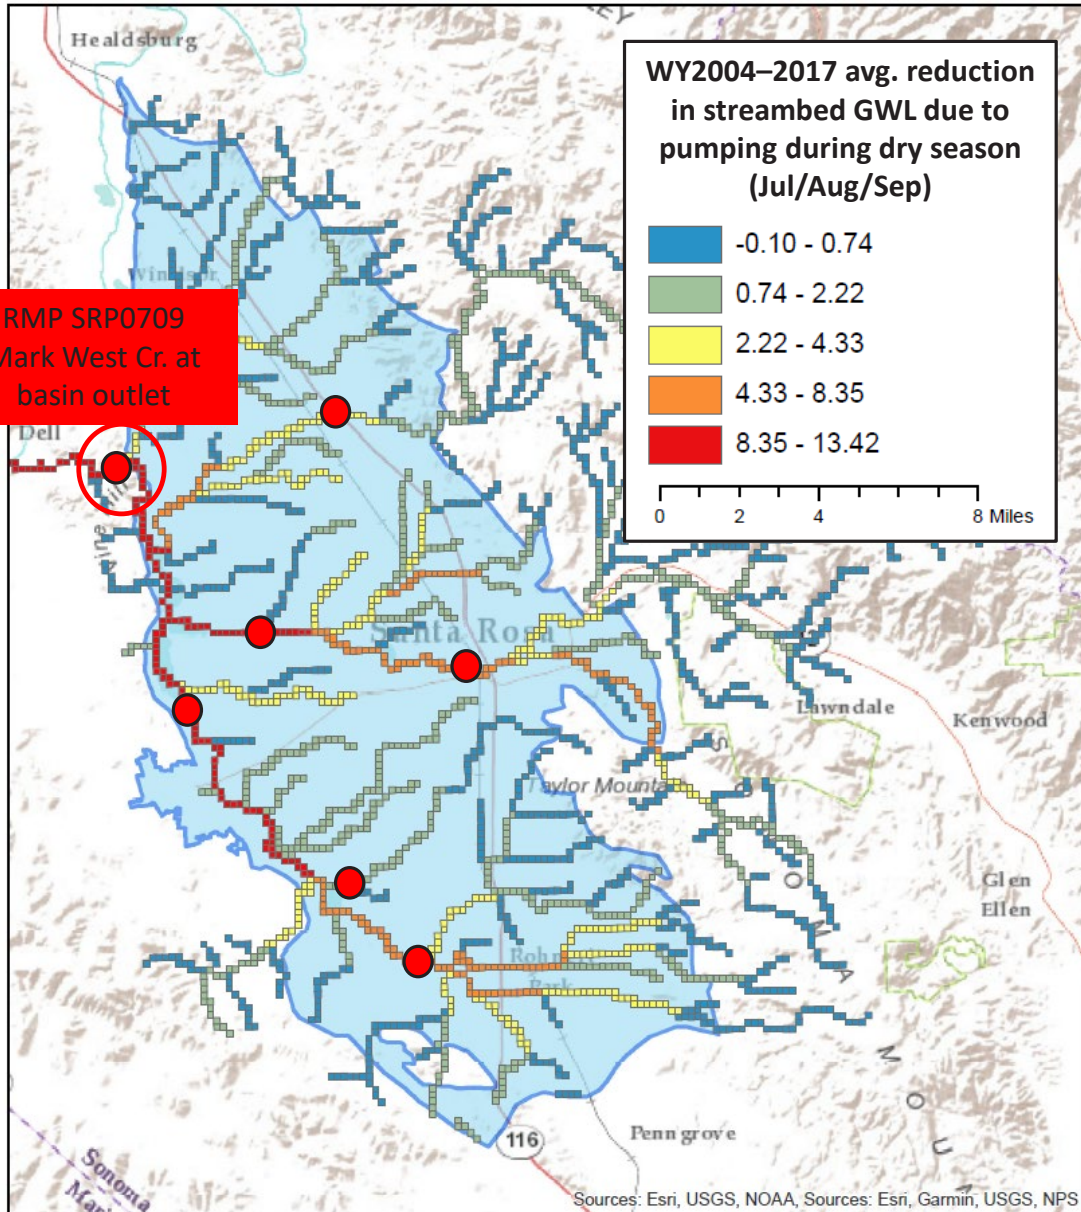 Healdsburg
EY
WY2004–2017 avg. reduction
in streambed GWL due to
pumping during dry season
(Jul/Aug/Sep)
-0.10 - 0.74
0.74 - 2.22
2.22 - 4.33
4.33 - 8.35
8.35 - 13.42
0 2 4 8 Miles
Windsor
RMP SRP0709
Mark West Cr. at
basin outlet
Dell
Santa Rosa
Lawndale
Kenwood
Taylor Mounta
S O N O M A
M O U
Glen
Ellen
Rohnert
Park
116
Penngrove
Sonoma
Mar
Sources: Esri, USGS, NOAA, Sources: Esri, Garmin, USGS, NPS